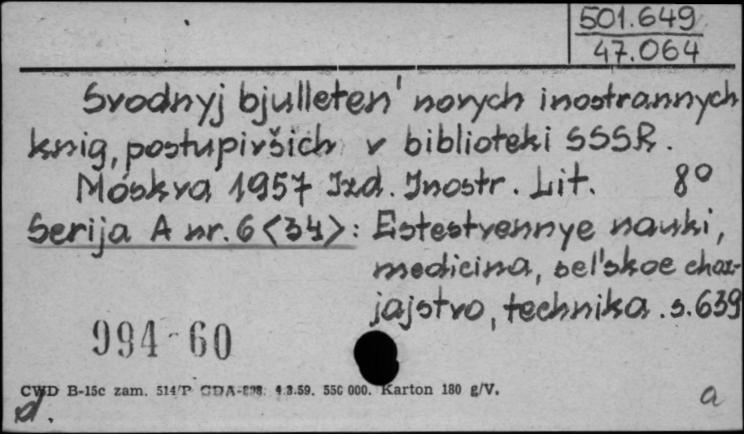 501.649
47.064
Svodnyj bjulleten' novych inostrannych
knig, postupivšich v biblioteki SSSR.
Moskva 1957 Izd. Inostr. Lit. 8°
Serija A nr. 6 <34>: Estestvennye nauki,
medicina, sel'skoe choz-
jajstvo, technika. s. 639
994-60
CWD B-15c zam. 514/P CDA- 4.3.59. 550 000. Karton 180 g/V.
d. a